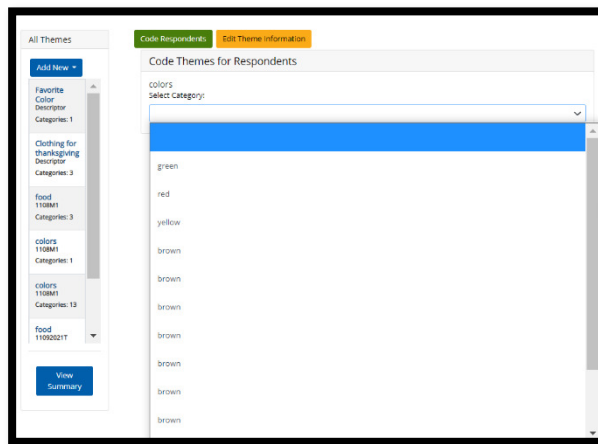 All Themes
Add New
Favorite
Color
Descriptor
Categories: 1
Clothing for
thanksgiving
Descriptor
Categories: 3
food
1108M1
Categories: 3
colors
1108M1
Categories: 1
colors
1108M1
Categories: 13
food
11092021T
View
Summary
Code Respondents
Edit Theme Information
Code Themes for Respondents
colors
Select Category:
green
red
yellow
brown
brown
brown
brown
brown
brown
brown